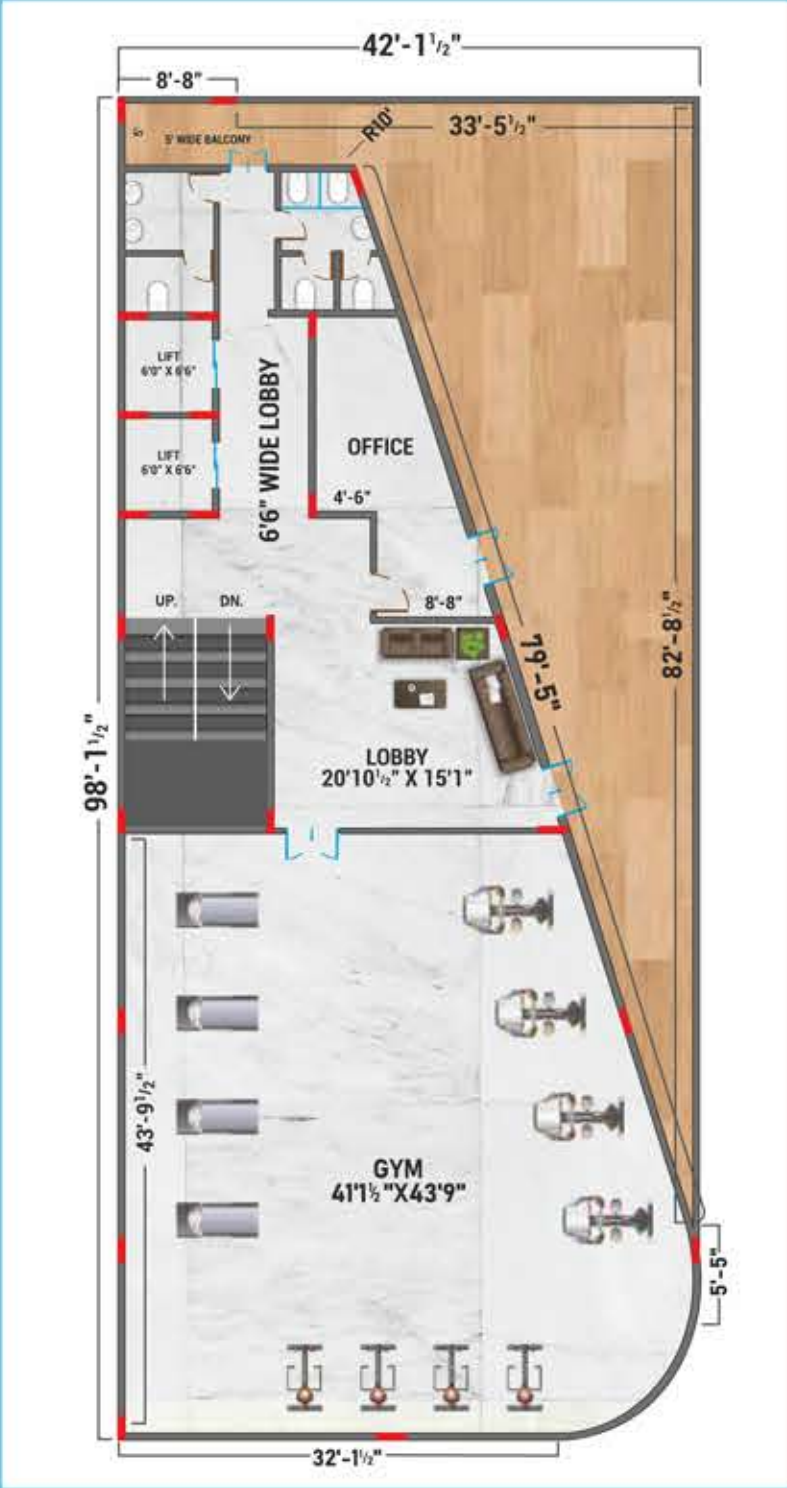 42'-1½"
8'-8"
33'-5½"
R10'
5'
5' WIDE BALCONY
LIFT
6'0" X 6'6"
6'6" WIDE LOBBY
OFFICE
LIFT
6'0" X 6'6"
4'-6"
UP.
DN.
8'-8"
79'-5"
82'-8½"
98'-1½"
LOBBY
20'10½" X 15'1"
43'-9½"
GYM
41'1½"X43'9"
5'-5"
32'-1½"